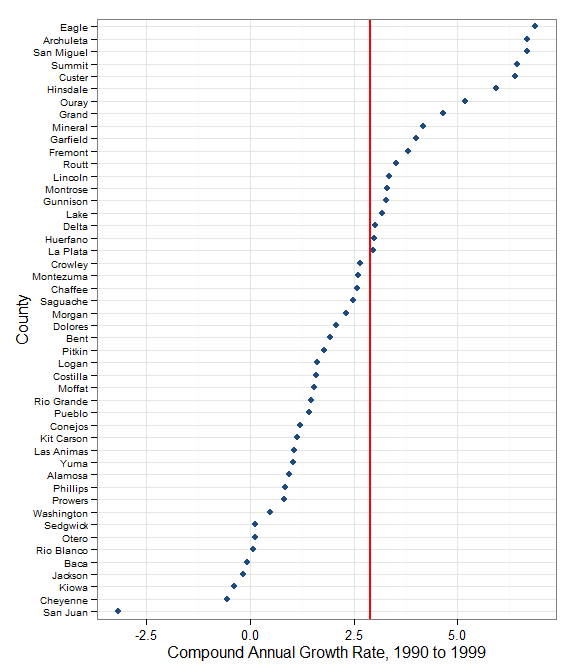 Eagle
Archuleta
San Miguel
Summit
Custer
Hinsdale
Ouray
Grand
Mineral
Garfield
Fremont
Routt
Lincoln
Montrose
Gunnison
Lake
Delta
Huerfano
La Plata
Crowley
Montezuma
Chaffee
Saguache
Morgan
Dolores
Bent
Pitkin
Logan
Costilla
Moffat
Rio Grande
Pueblo
Conejos
Kit Carson
Las Animas
Yuma
Alamosa
Phillips
Prowers
Washington
Sedgwick
Otero
Rio Blanco
Baca
Jackson
Kiowa
Cheyenne
San Juan
County
-2.5 0.0 2.5 5.0
Compound Annual Growth Rate, 1990 to 1999